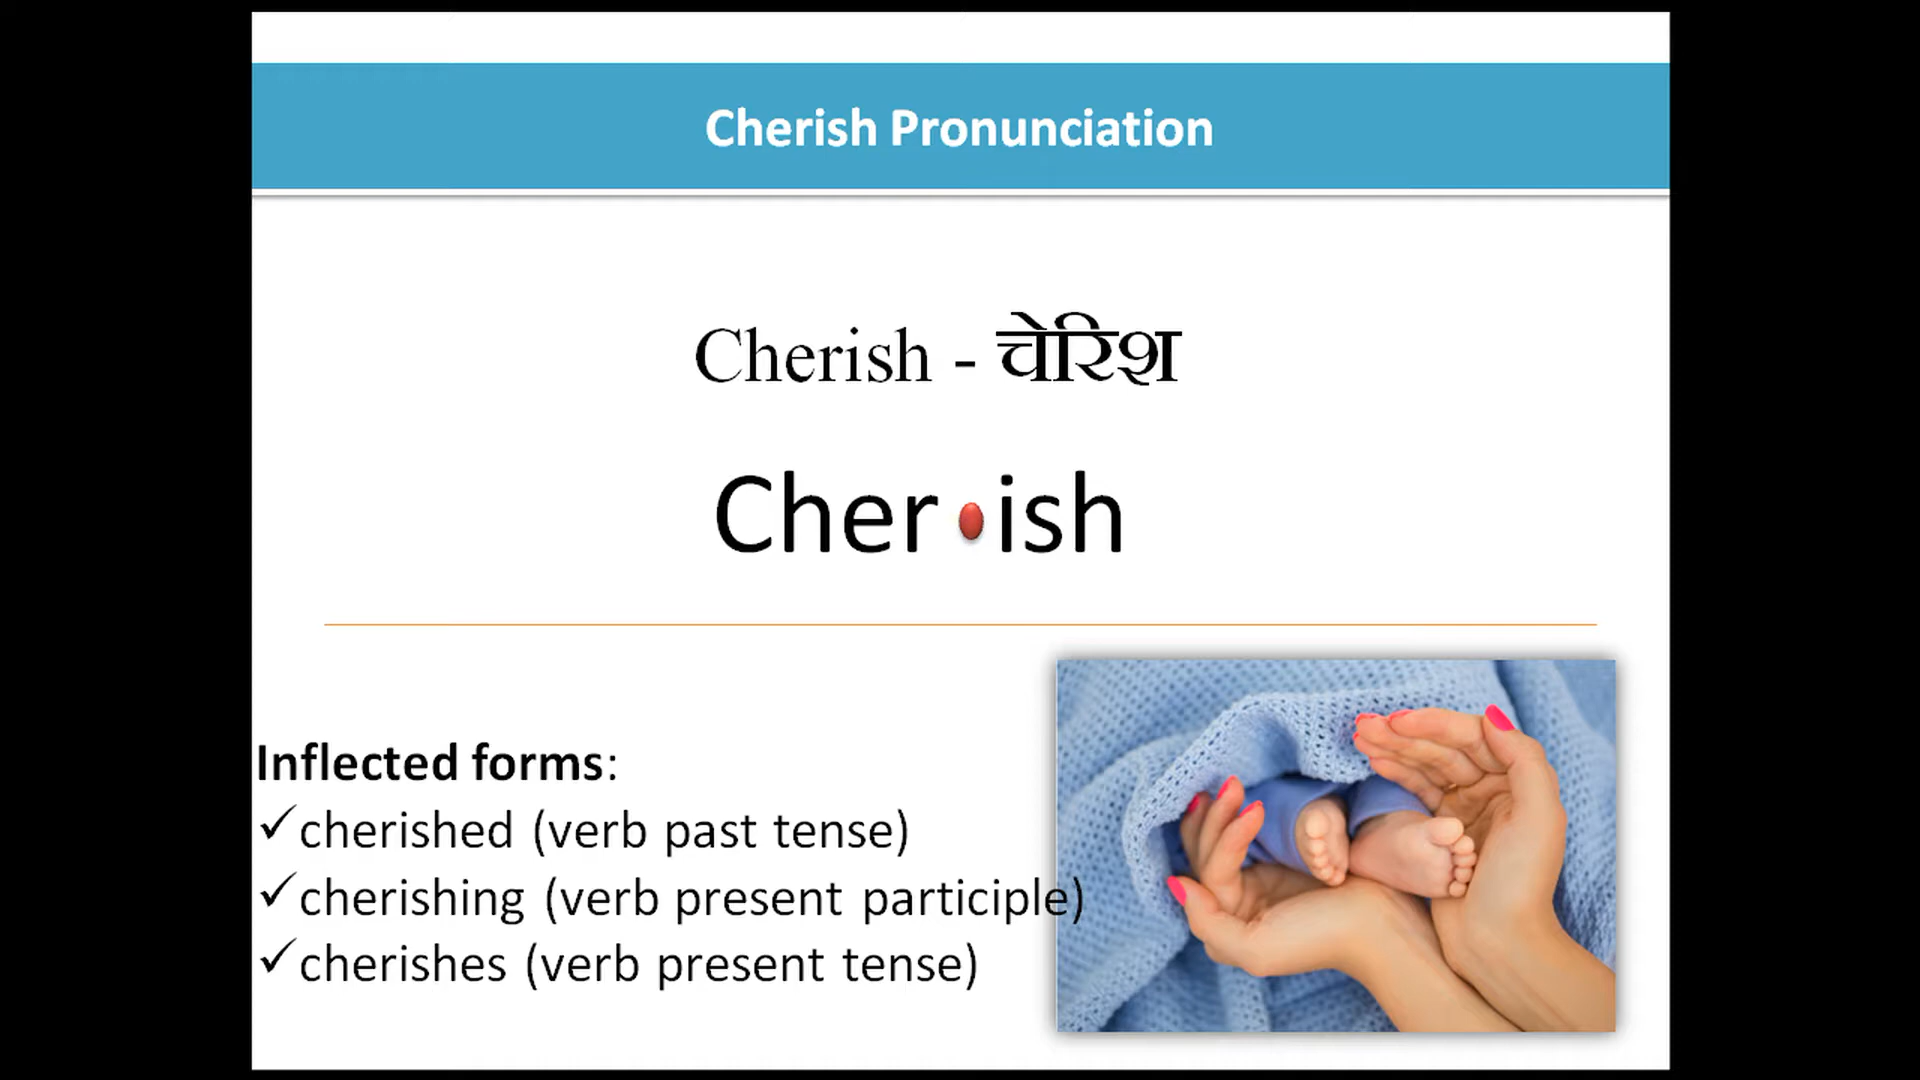 Cherish Pronunciation
Cherish - चेरिश
Cher • ish
Inflected forms:
✓cherished (verb past tense)
✓cherishing (verb present participle)
✓cherishes (verb present tense)